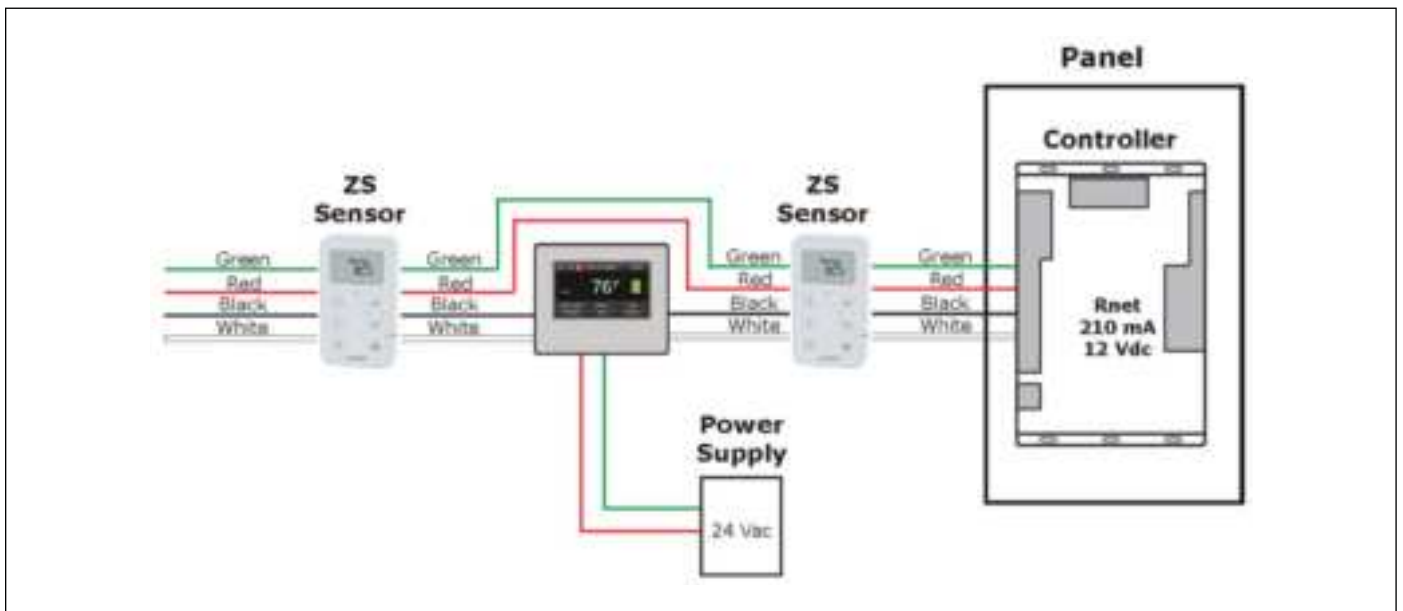 Panel
Controller
ZS
Sensor
ZS
Sensor
Green
Green
Green
Green
Red
Red
Red
Red
Black
Black
Black
Black
White
White
White
White
76°
Rnet
210 mA
12 Vdc
Power
Supply
24 Vac